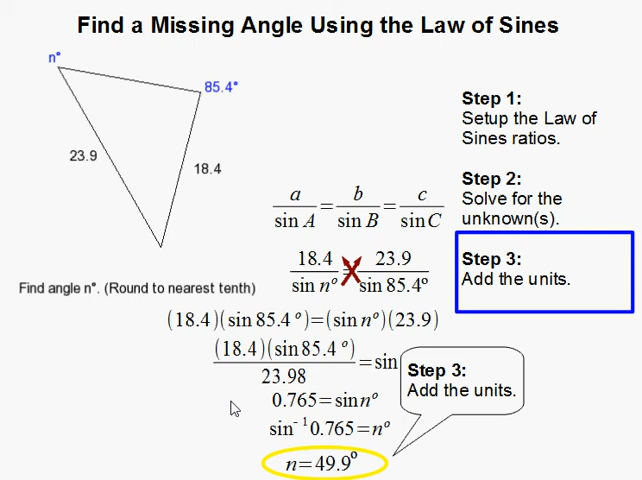 Find a Missing Angle Using the Law of Sines
n°
85.4°
23.9
18.4
Find angle n°. (Round to nearest tenth)
a/sin A = b/sin B = c/sin C
18.4/sin n° = 23.9/sin 85.4°
(18.4)(sin 85.4°)=(sin n°)(23.9)
(18.4)(sin 85.4°)/23.98 = sin
0.765=sin n°
sin⁻¹0.765=n°
n=49.9°
Step 1:
Setup the Law of
Sines ratios.
Step 2:
Solve for the
unknown(s).
Step 3:
Add the units.
Step 3:
Add the units.